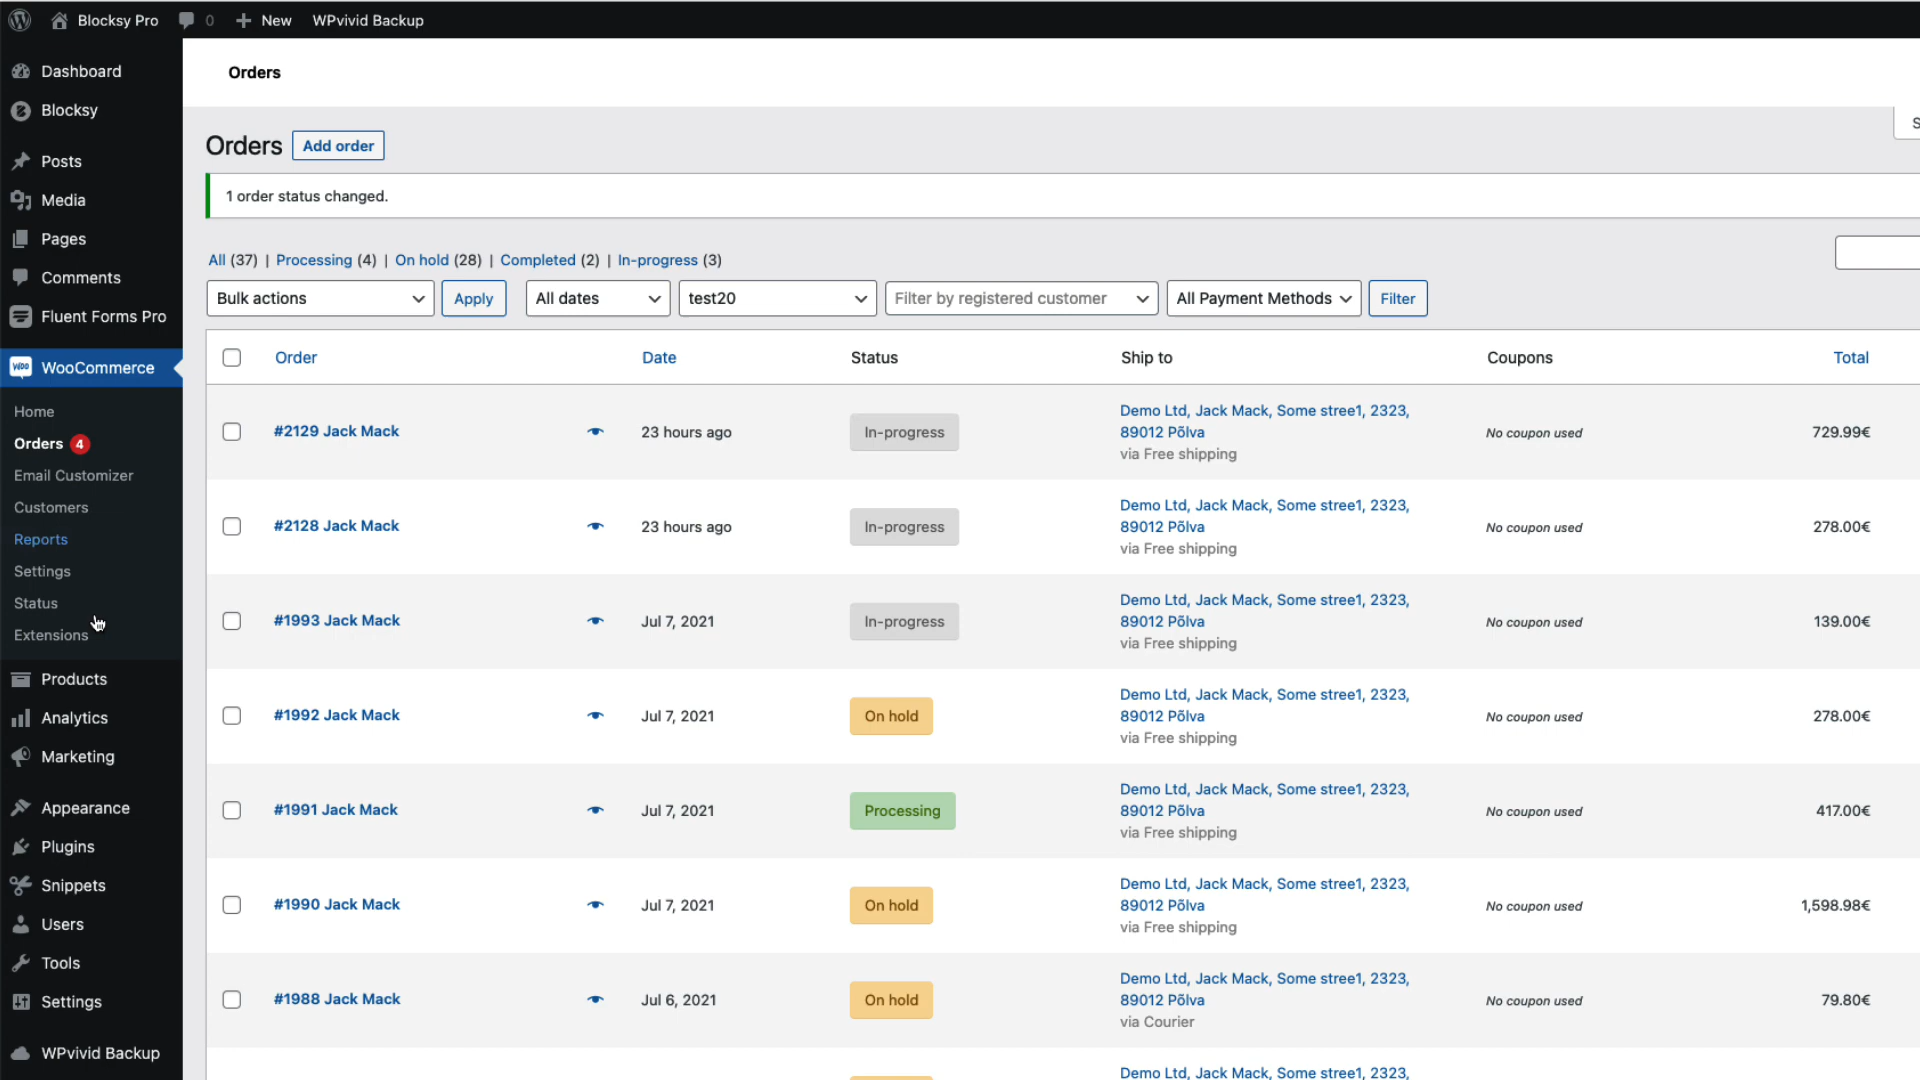 Blocksy Pro 0 New WPvivid Backup
Dashboard
Blocksy
Posts
Media
Pages
Comments
Fluent Forms Pro
WooCommerce
Home
Orders 4
Email Customizer
Customers
Reports
Settings
Status
Extensions
Products
Analytics
Marketing
Appearance
Plugins
Snippets
Users
Tools
Settings
WPvivid Backup
Orders
S
Orders Add order
1 order status changed.
All (37) | Processing (4) | On hold (28) | Completed (2) | In-progress (3)
Bulk actions Apply All dates test20 Filter by registered customer All Payment Methods Filter
Order Date Status Ship to Coupons Total
#2129 Jack Mack 23 hours ago In-progress Demo Ltd, Jack Mack, Some stree1, 2323, No coupon used 729.99€
89012 Põlva
via Free shipping
#2128 Jack Mack 23 hours ago In-progress Demo Ltd, Jack Mack, Some stree1, 2323, No coupon used 278.00€
89012 Põlva
via Free shipping
#1993 Jack Mack Jul 7, 2021 In-progress Demo Ltd, Jack Mack, Some stree1, 2323, No coupon used 139.00€
89012 Põlva
via Free shipping
#1992 Jack Mack Jul 7, 2021 On hold Demo Ltd, Jack Mack, Some stree1, 2323, No coupon used 278.00€
89012 Põlva
via Free shipping
#1991 Jack Mack Jul 7, 2021 Processing Demo Ltd, Jack Mack, Some stree1, 2323, No coupon used 417.00€
89012 Põlva
via Free shipping
#1990 Jack Mack Jul 7, 2021 On hold Demo Ltd, Jack Mack, Some stree1, 2323, No coupon used 1,598.98€
89012 Põlva
via Free shipping
#1988 Jack Mack Jul 6, 2021 On hold Demo Ltd, Jack Mack, Some stree1, 2323, No coupon used 79.80€
89012 Põlva
via Courier
Demo Ltd, Jack Mack, Some stree1, 2323,